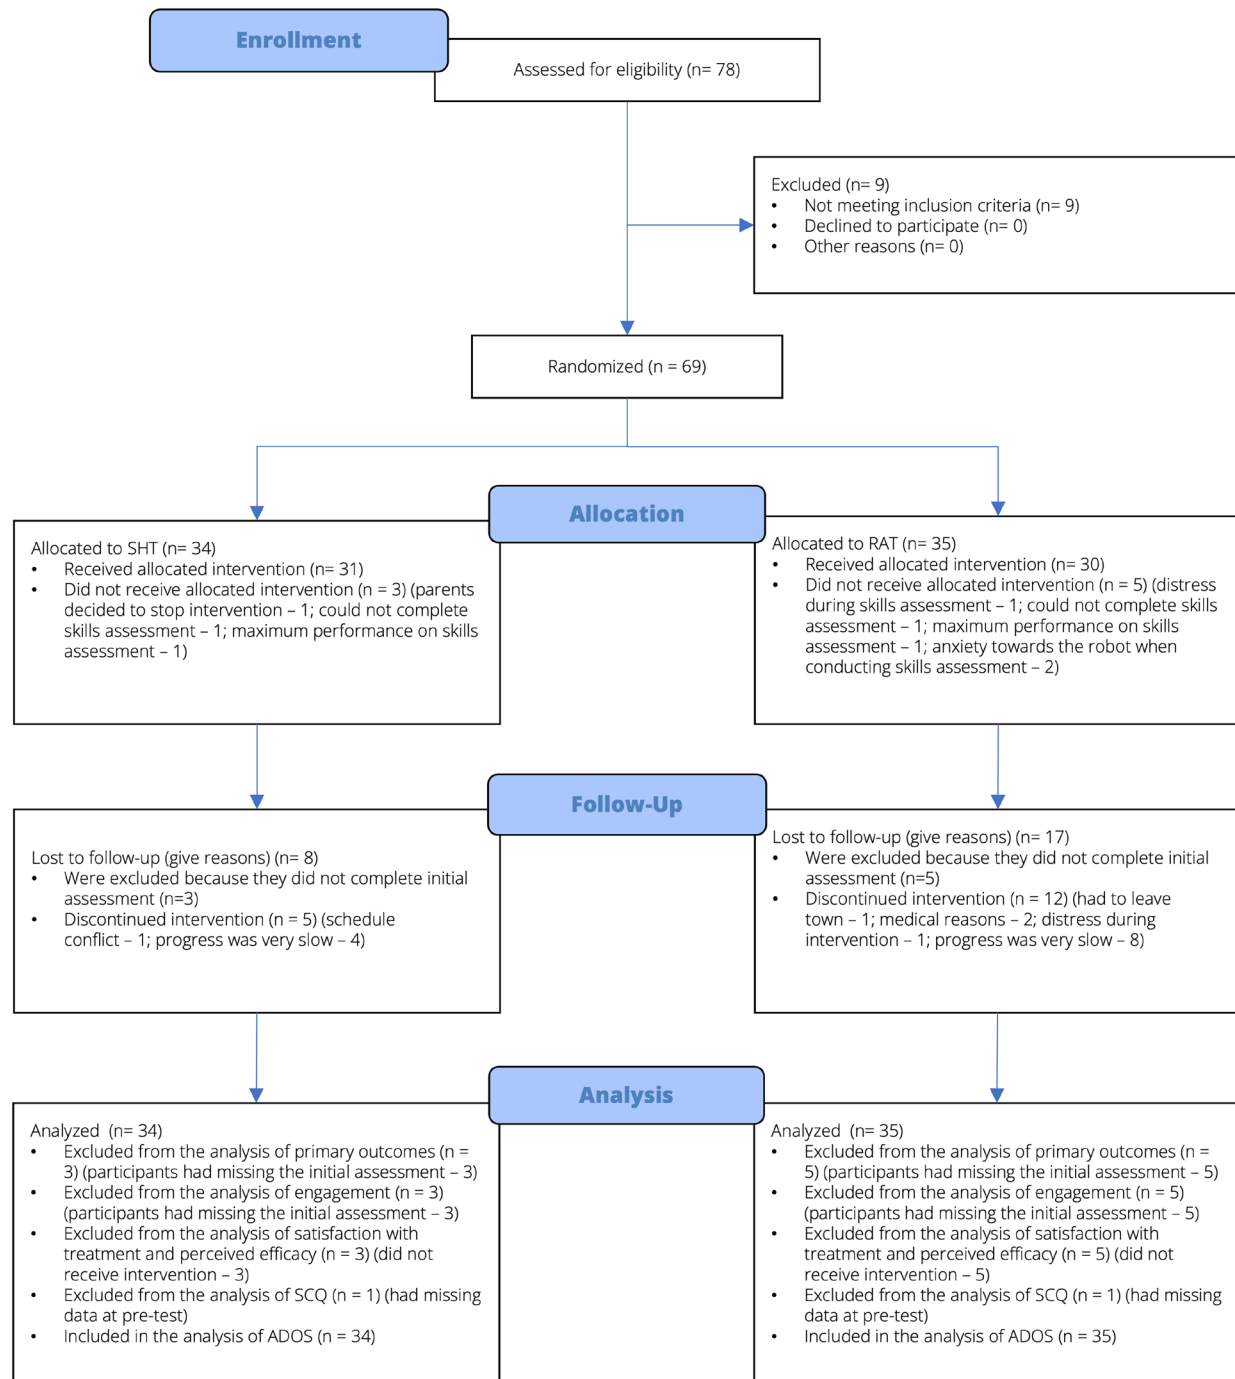 Enrollment
Assessed for eligibility (n= 78)
Excluded (n= 9)
• Not meeting inclusion criteria (n= 9)
• Declined to participate (n= 0)
• Other reasons (n= 0)
Randomized (n = 69)
Allocation
Allocated to SHT (n= 34)
• Received allocated intervention (n= 31)
• Did not receive allocated intervention (n = 3) (parents
decided to stop intervention – 1; could not complete
skills assessment – 1; maximum performance on skills
assessment – 1)
Allocated to RAT (n= 35)
• Received allocated intervention (n= 30)
• Did not receive allocated intervention (n = 5) (distress
during skills assessment – 1; could not complete skills
assessment – 1; maximum performance on skills
assessment – 1; anxiety towards the robot when
conducting skills assessment – 2)
Follow-Up
Lost to follow-up (give reasons) (n= 8)
• Were excluded because they did not complete initial
assessment (n=3)
• Discontinued intervention (n = 5) (schedule
conflict – 1; progress was very slow – 4)
Lost to follow-up (give reasons) (n= 17)
• Were excluded because they did not complete initial
assessment (n=5)
• Discontinued intervention (n = 12) (had to leave
town – 1; medical reasons – 2; distress during
intervention – 1; progress was very slow – 8)
Analysis
Analyzed (n= 34)
• Excluded from the analysis of primary outcomes (n =
3) (participants had missing the initial assessment – 3)
• Excluded from the analysis of engagement (n = 3)
(participants had missing the initial assessment – 3)
• Excluded from the analysis of satisfaction with
treatment and perceived efficacy (n = 3) (did not
receive intervention – 3)
• Excluded from the analysis of SCQ (n = 1) (had missing
data at pre-test)
• Included in the analysis of ADOS (n = 34)
Analyzed (n= 35)
• Excluded from the analysis of primary outcomes (n =
5) (participants had missing the initial assessment – 5)
• Excluded from the analysis of engagement (n = 5)
(participants had missing the initial assessment – 5)
• Excluded from the analysis of satisfaction with
treatment and perceived efficacy (n = 5) (did not
receive intervention – 5)
• Excluded from the analysis of SCQ (n = 1) (had missing
data at pre-test)
• Included in the analysis of ADOS (n = 35)